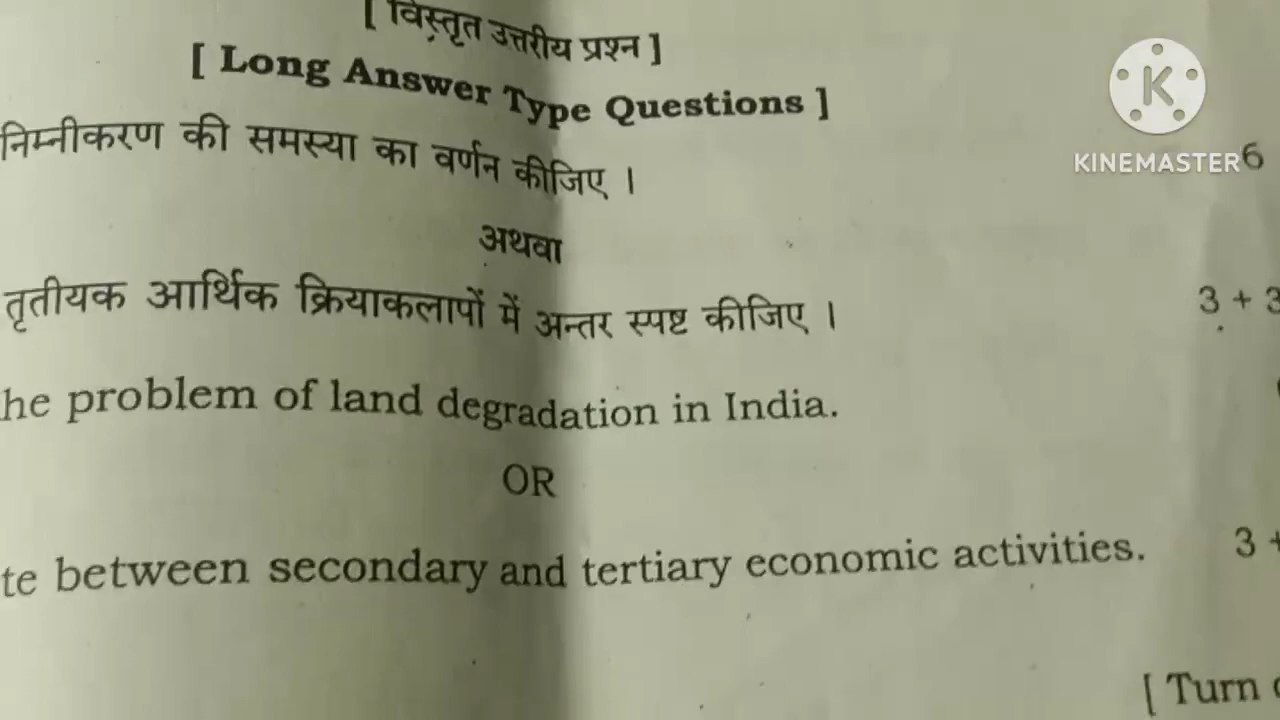 [ विस्तृत उत्तरीय प्रश्न ]
[ Long Answer Type Questions ]
निम्नीकरण की समस्या का वर्णन कीजिए । 6
अथवा
तृतीयक आर्थिक क्रियाकलापों में अन्तर स्पष्ट कीजिए । 3 + 3
he problem of land degradation in India.
OR
te between secondary and tertiary economic activities. 3 +
[ Turn
K
KINEMASTER